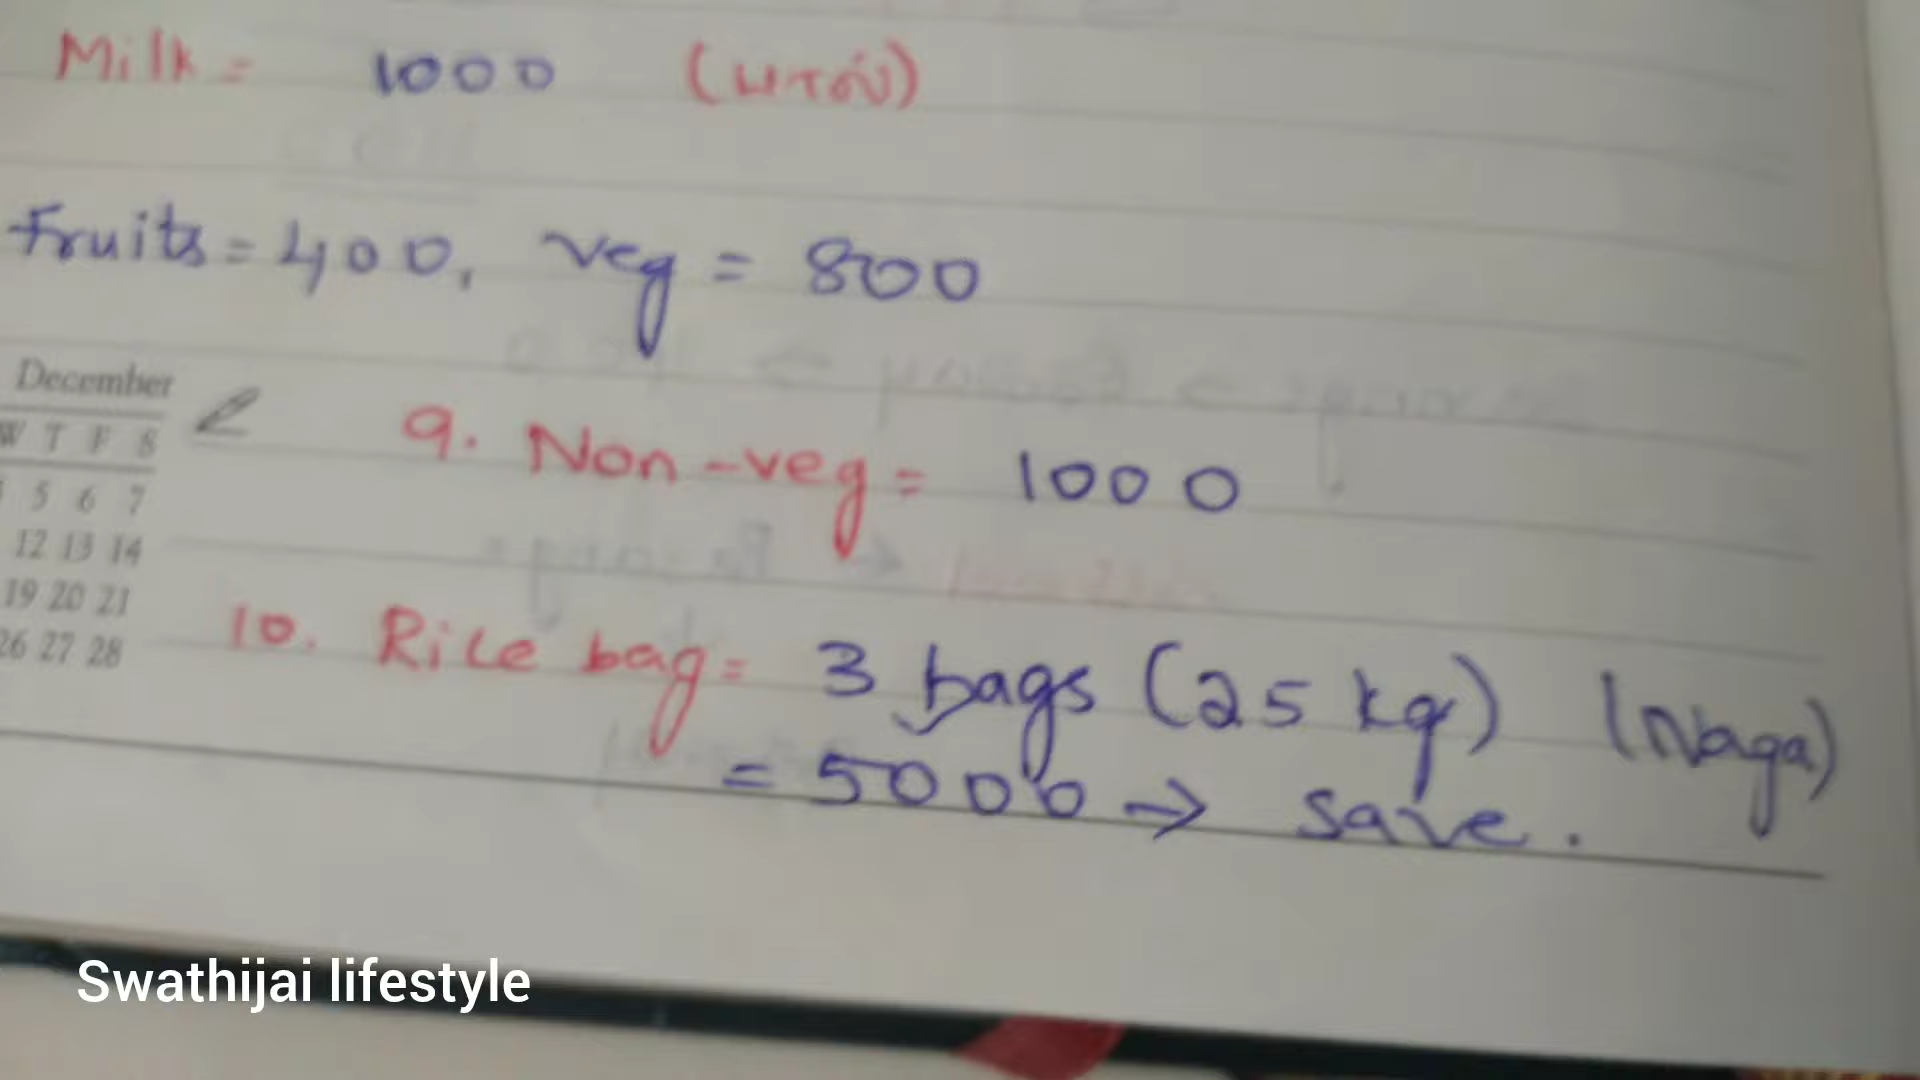 Milk = 1000 (பால்)
Fruits = 400, veg = 800
December
W T F S
9. Non-veg = 1000
5 6 7
12 13 14
19 20 21
26 27 28
10. Rice bag = 3 bags (25 kg) (Naga)
= 5000 → save.
Swathijai lifestyle